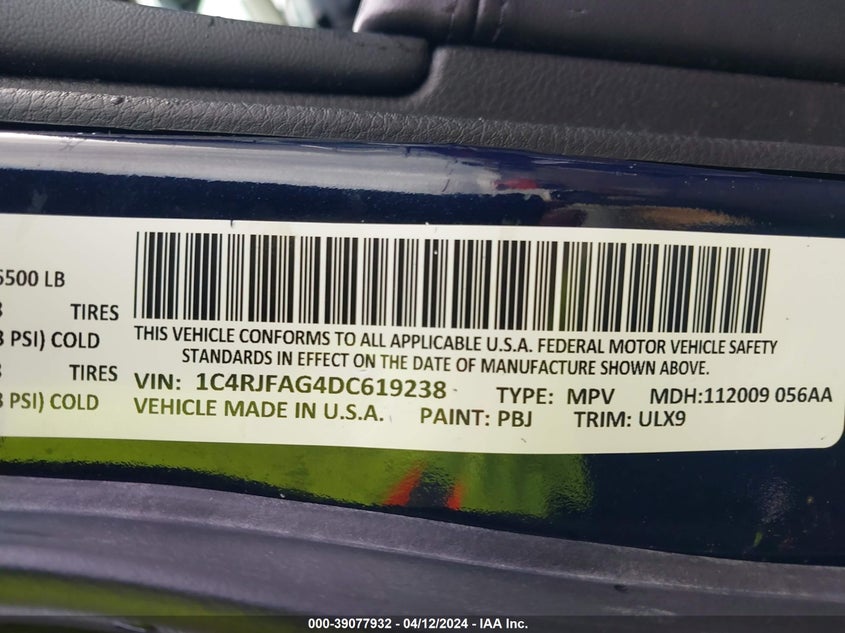 6500 LB
TIRES
PSI) COLD
TIRES
PSI) COLD
THIS VEHICLE CONFORMS TO ALL APPLICABLE U.S.A. FEDERAL MOTOR VEHICLE SAFETY
STANDARDS IN EFFECT ON THE DATE OF MANUFACTURE SHOWN ABOVE.
VIN: 1C4RJFAG4DC619238 TYPE: MPV MDH:112009 056AA
VEHICLE MADE IN U.S.A. PAINT: PBJ TRIM: ULX9
000-39077932 - 04/12/2024 - IAA Inc.